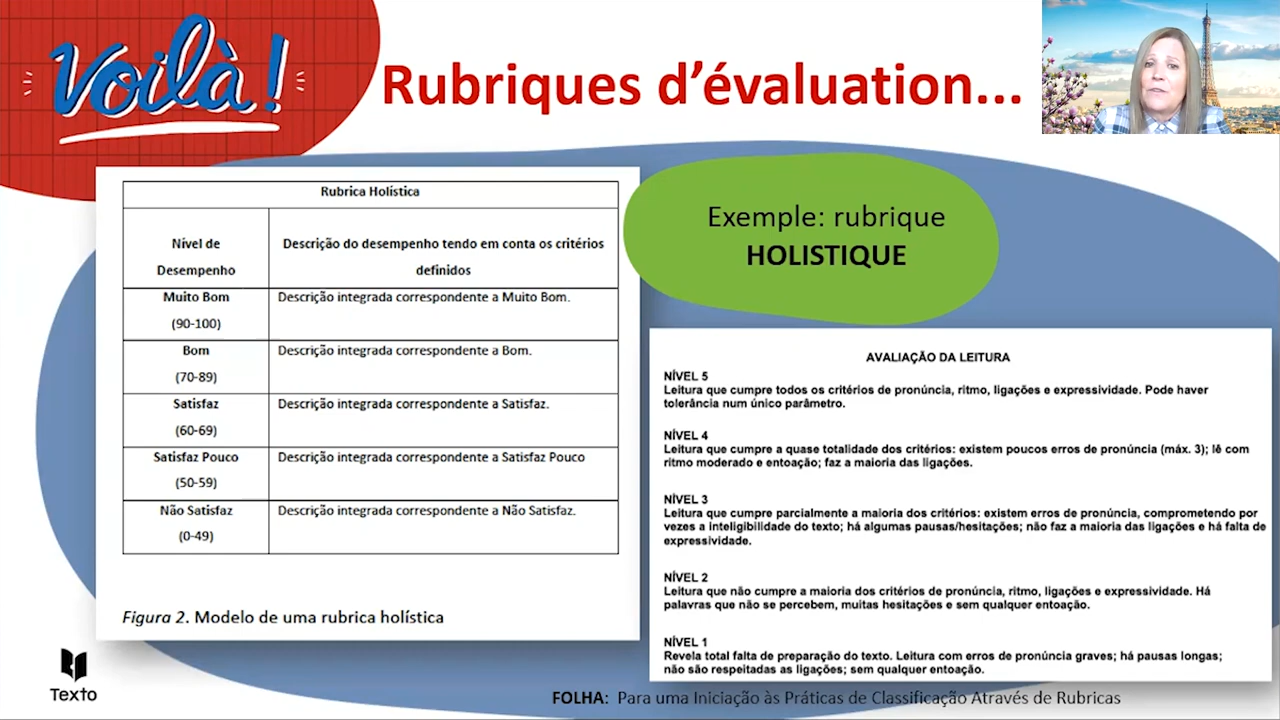 Voilà!
Rubriques d'évaluation...
Rubrica Holística
Nível de
Desempenho
Descrição do desempenho tendo em conta os critérios
definidos
Muito Bom
(90-100)
Descrição integrada correspondente a Muito Bom.
Bom
(70-89)
Descrição integrada correspondente a Bom.
Satisfaz
(60-69)
Descrição integrada correspondente a Satisfaz.
Satisfaz Pouco
(50-59)
Descrição integrada correspondente a Satisfaz Pouco
Não Satisfaz
(0-49)
Descrição integrada correspondente a Não Satisfaz.
Figura 2. Modelo de uma rubrica holística
Exemple: rubrique
HOLISTIQUE
AVALIAÇÃO DA LEITURA
NÍVEL 5
Leitura que cumpre todos os critérios de pronúncia, ritmo, ligações e expressividade. Pode haver
tolerância num único parâmetro.
NÍVEL 4
Leitura que cumpre a quase totalidade dos critérios: existem poucos erros de pronúncia (máx. 3); lê com
ritmo moderado e entoação; faz a maioria das ligações.
NÍVEL 3
Leitura que cumpre parcialmente a maioria dos critérios: existem erros de pronúncia, comprometendo por
vezes a inteligibilidade do texto; há algumas pausas/hesitações; não faz a maioria das ligações e há falta de
expressividade.
NÍVEL 2
Leitura que não cumpre a maioria dos critérios de pronúncia, ritmo, ligações e expressividade. Há
palavras que não se percebem, muitas hesitações e sem qualquer entoação.
NÍVEL 1
Revela total falta de preparação do texto. Leitura com erros de pronúncia graves; há pausas longas;
não são respeitadas as ligações; sem qualquer entoação.
Texto
FOLHA: Para uma Iniciação às Práticas de Classificação Através de Rubricas